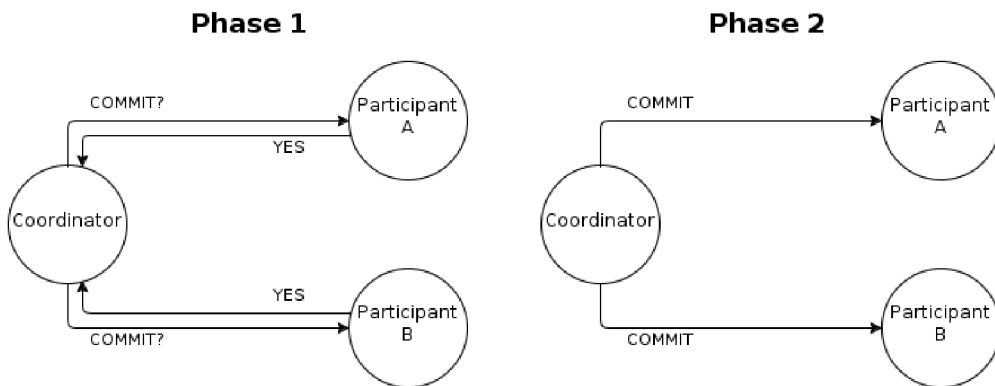 Phase 1
COMMIT?
Participant
A
YES
Coordinator
YES
Participant
B
COMMIT?
Phase 2
COMMIT
Participant
A
Coordinator
Participant
B
COMMIT